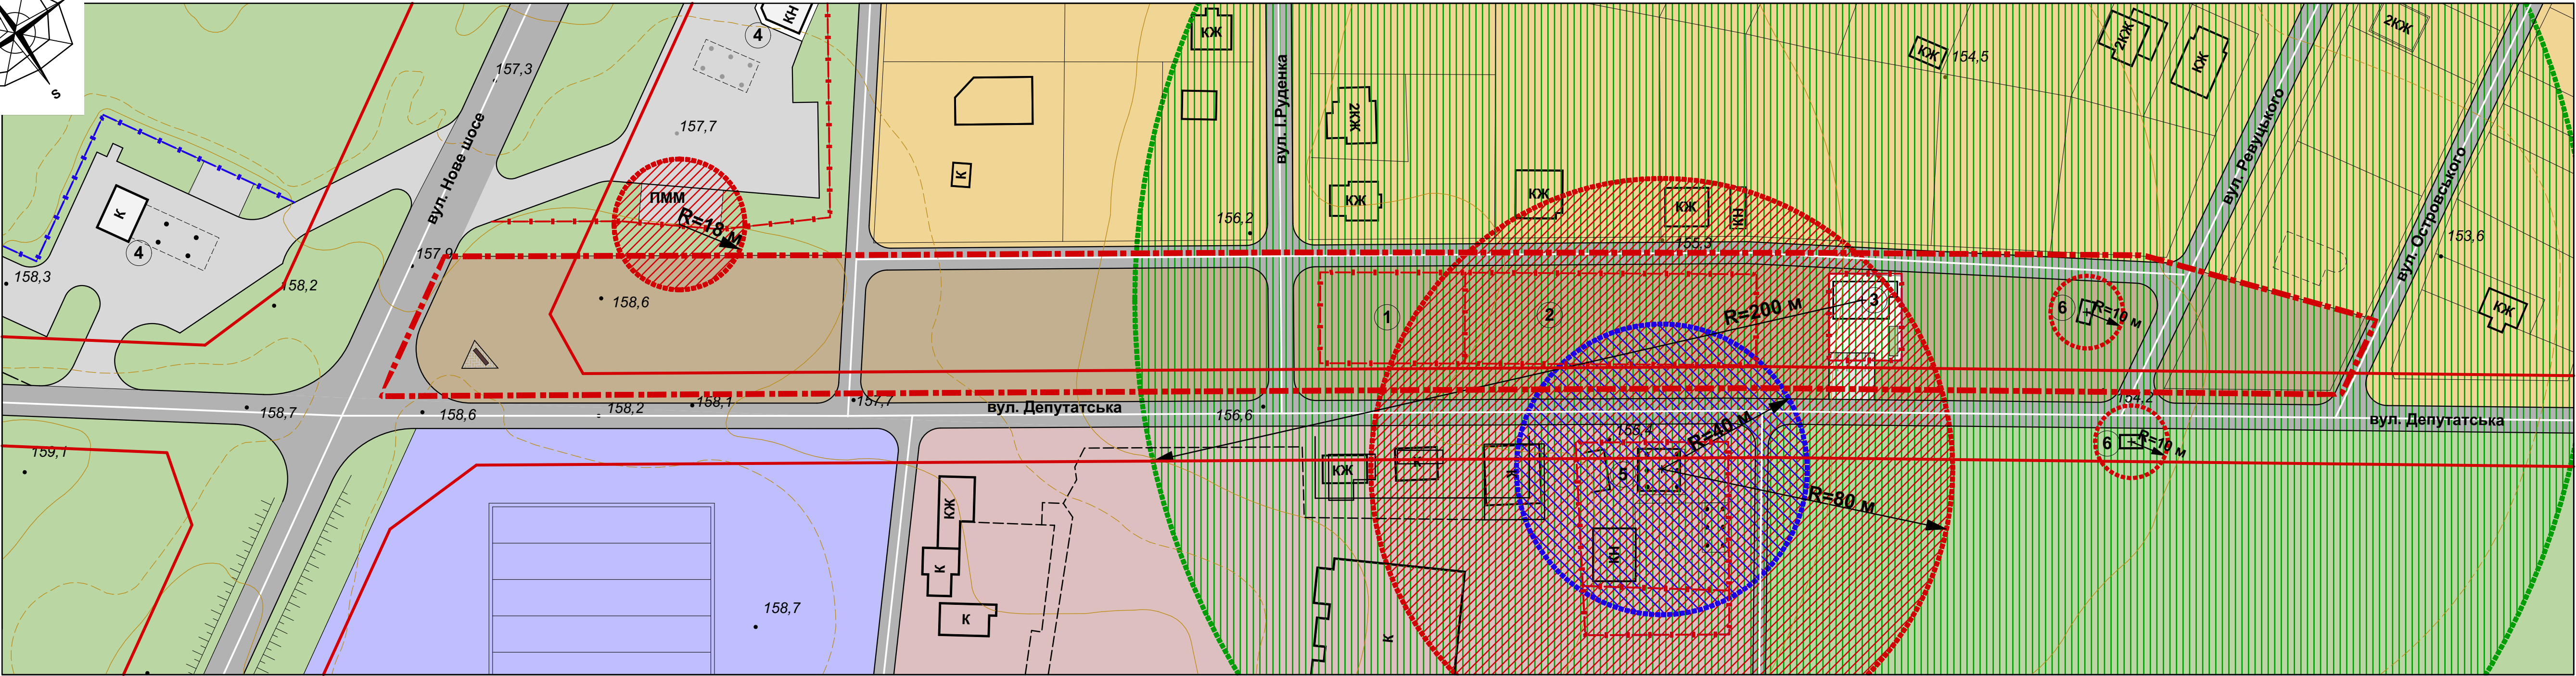 S
КН
4
157,3
157,7
ПММ
R=18 м
вул. Нове шосе
К
4
158,3
158,2
157,9
158,6
158,7
158,6
158,2
158,1
157,7
159,1
158,7
КЖ
К
156,2
вул. І.Руденка
2КЖ
КЖ
КЖ
КЖ
КН
155,3
КЖ
154,5
2КЖ
КЖ
2КЖ
вул. Ревуцького
вул. Островського
153,6
КЖ
1
2
R=200 м
3
6
R=10 м
154,2
вул. Депутатська
156,6
156,4
R=40 м
вул. Депутатська
6
R=10 м
КЖ
К
К
5
R=80 м
КН
К
КЖ
К
К